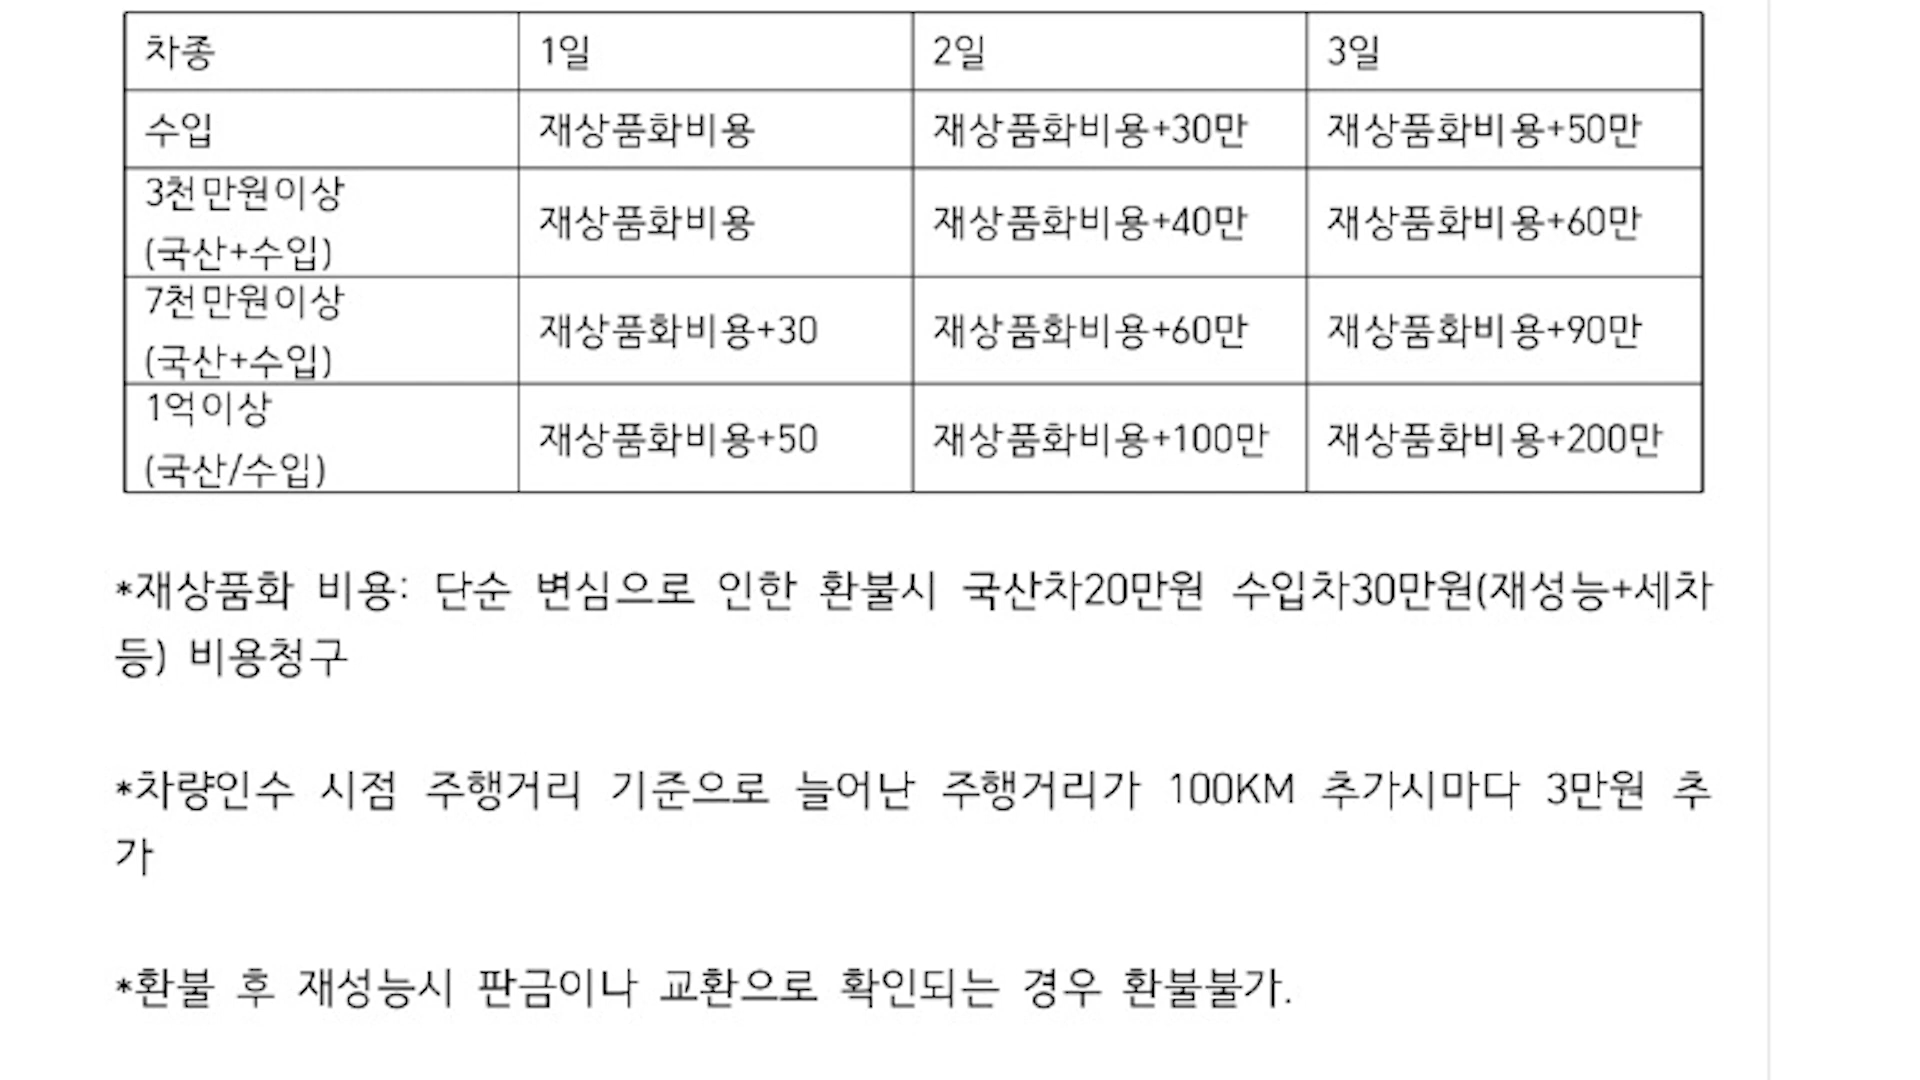 차종 1일 2일 3일
수입 재상품화비용 재상품화비용+30만 재상품화비용+50만
3천만원이상
(국산+수입) 재상품화비용 재상품화비용+40만 재상품화비용+60만
7천만원이상
(국산+수입) 재상품화비용+30 재상품화비용+60만 재상품화비용+90만
1억이상
(국산/수입) 재상품화비용+50 재상품화비용+100만 재상품화비용+200만
*재상품화 비용: 단순 변심으로 인한 환불시 국산차20만원 수입차30만원(재성능+세차
등) 비용청구
*차량인수 시점 주행거리 기준으로 늘어난 주행거리가 100KM 추가시마다 3만원 추
가
*환불 후 재성능시 판금이나 교환으로 확인되는 경우 환불불가.